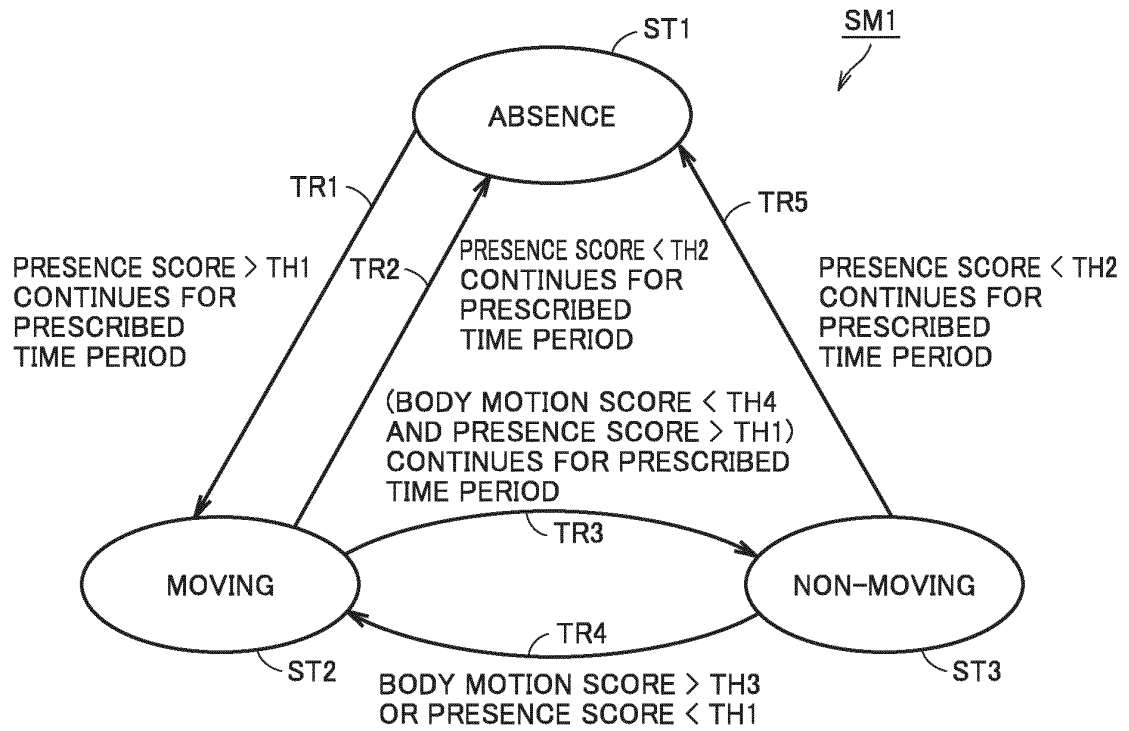 SM1
ST1
ABSENCE
TR1
TR5
PRESENCE SCORE > TH1
CONTINUES FOR
PRESCRIBED
TIME PERIOD
TR2
PRESENCE SCORE < TH2
CONTINUES FOR
PRESCRIBED
TIME PERIOD
PRESENCE SCORE < TH2
CONTINUES FOR
PRESCRIBED
TIME PERIOD
(BODY MOTION SCORE < TH4
AND PRESENCE SCORE > TH1)
CONTINUES FOR PRESCRIBED
TIME PERIOD
TR3
MOVING
NON-MOVING
TR4
ST2
ST3
BODY MOTION SCORE > TH3
OR PRESENCE SCORE < TH1